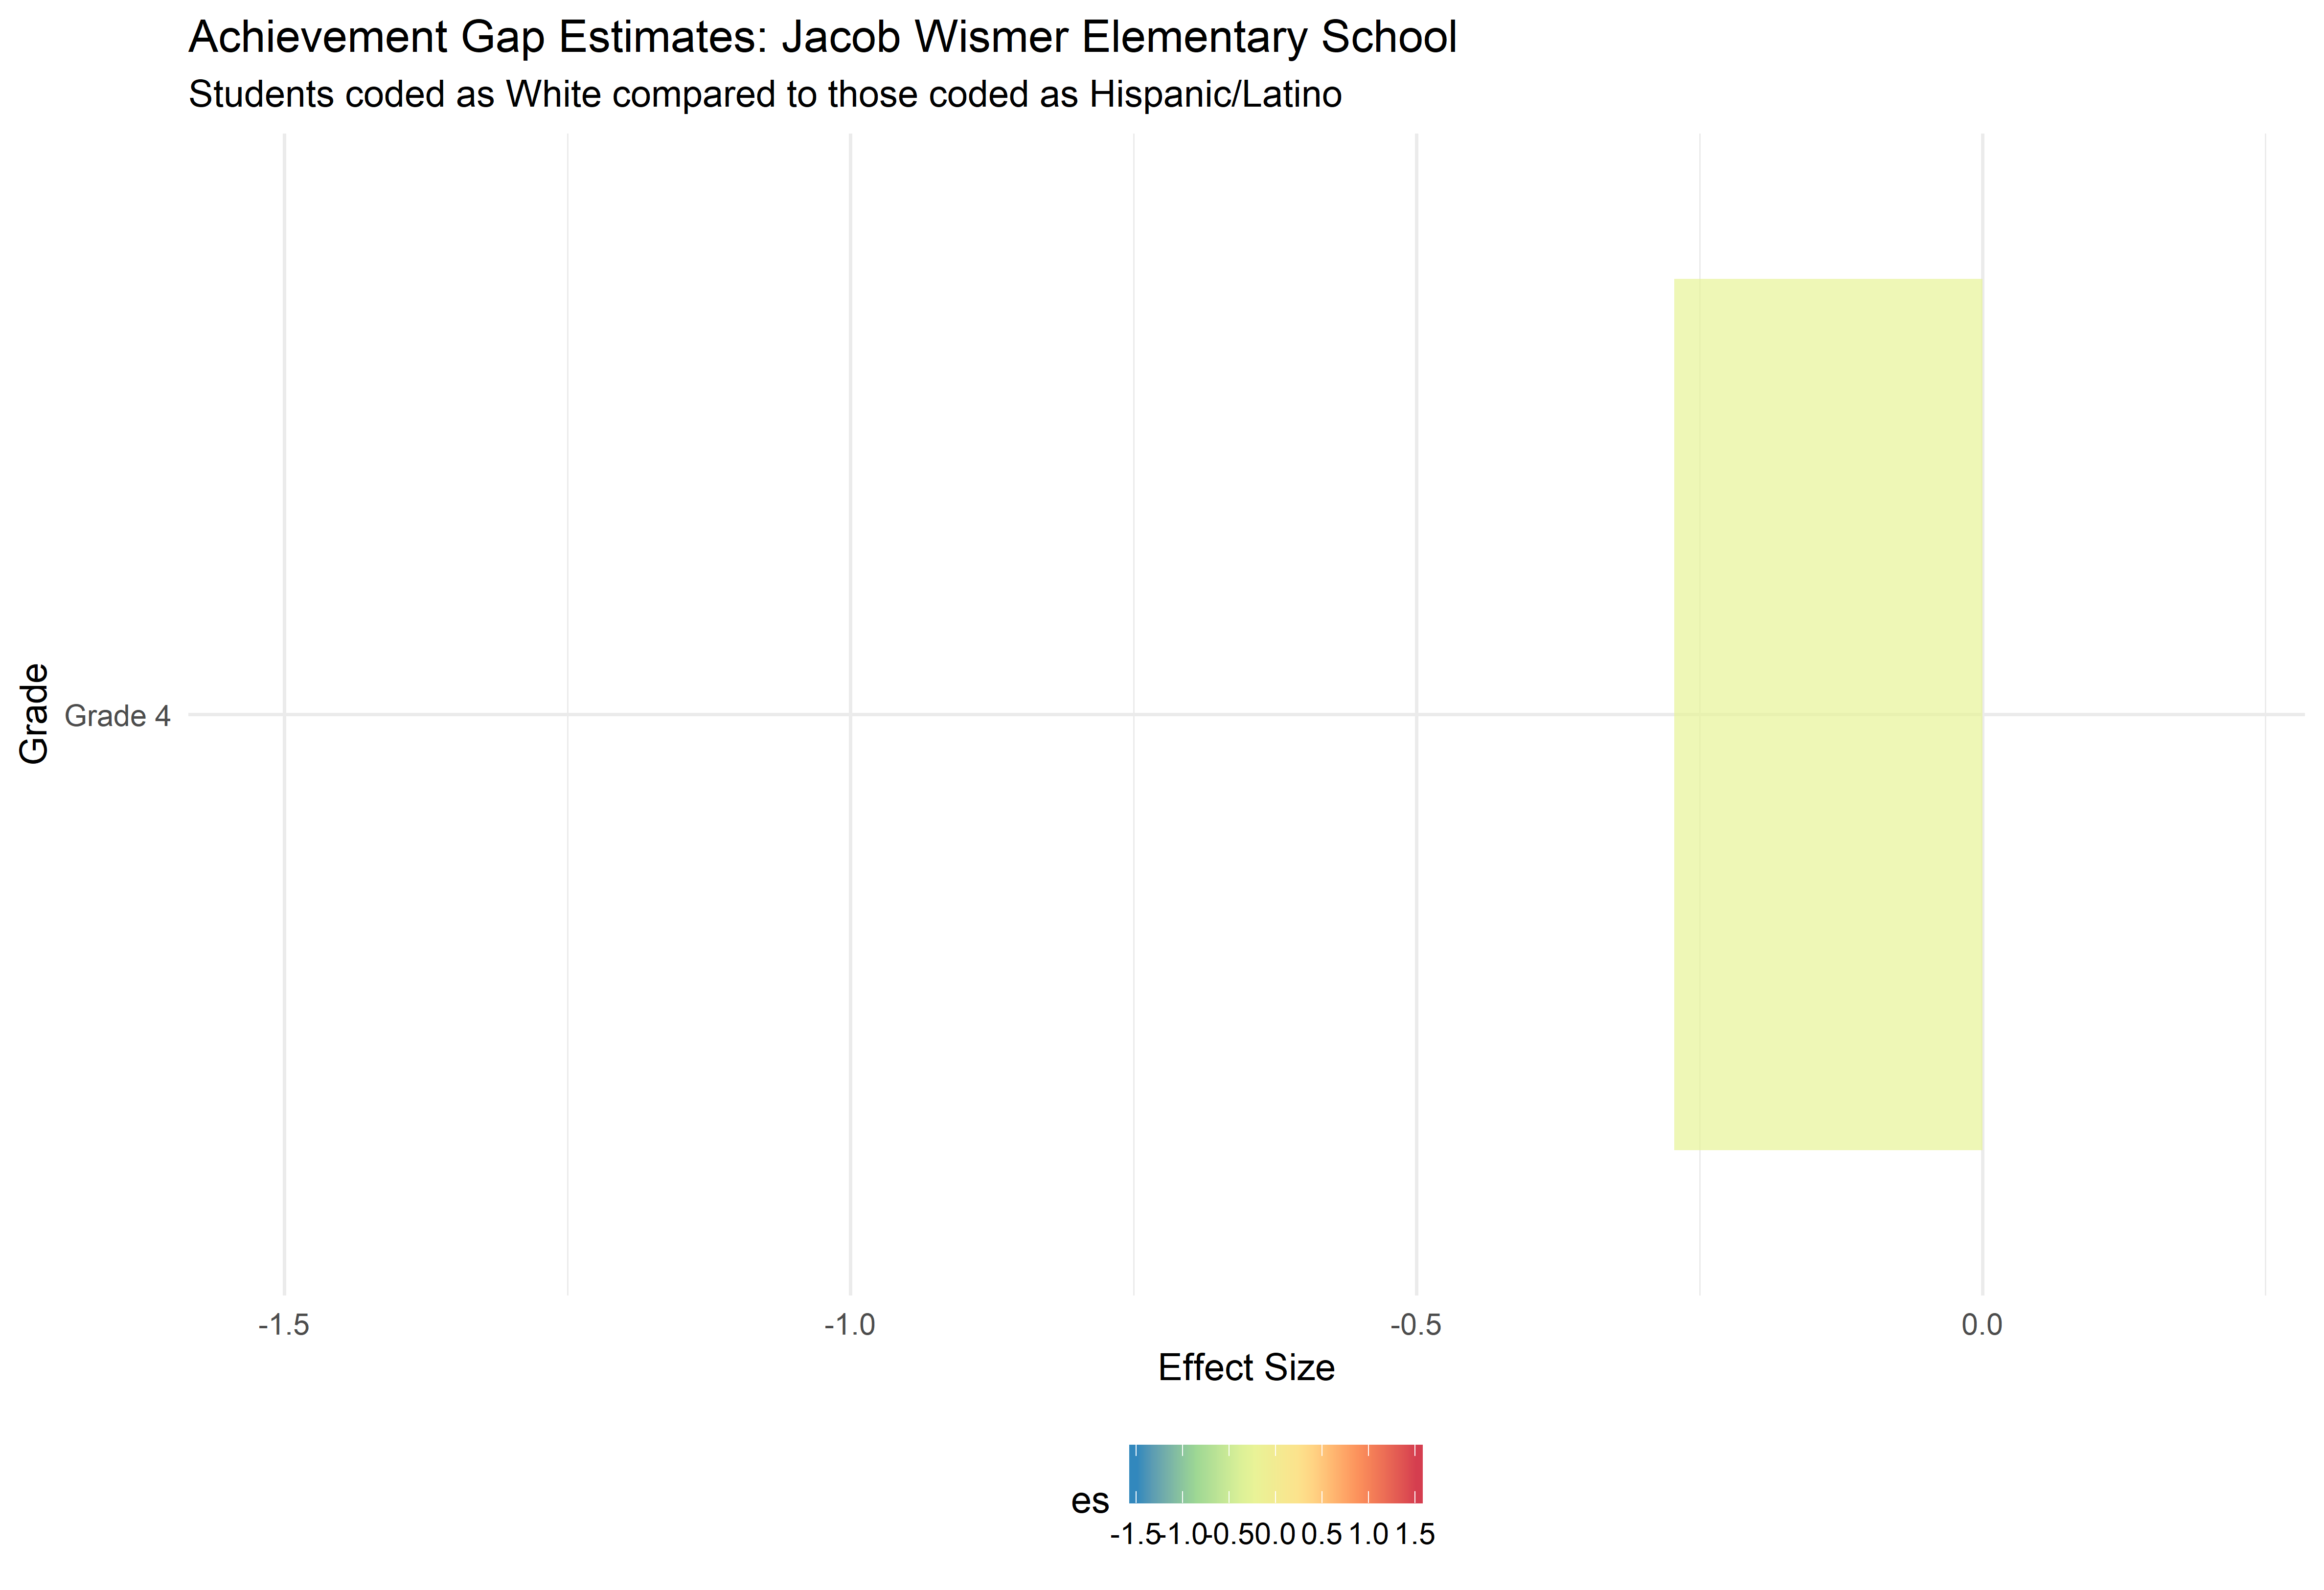 Achievement Gap Estimates: Jacob Wismer Elementary School
Students coded as White compared to those coded as Hispanic/Latino
Grade
Grade 4
-1.5 -1.0 -0.5 0.0
Effect Size
es
-1.5 -1.0 -0.5 0.0 0.5 1.0 1.5